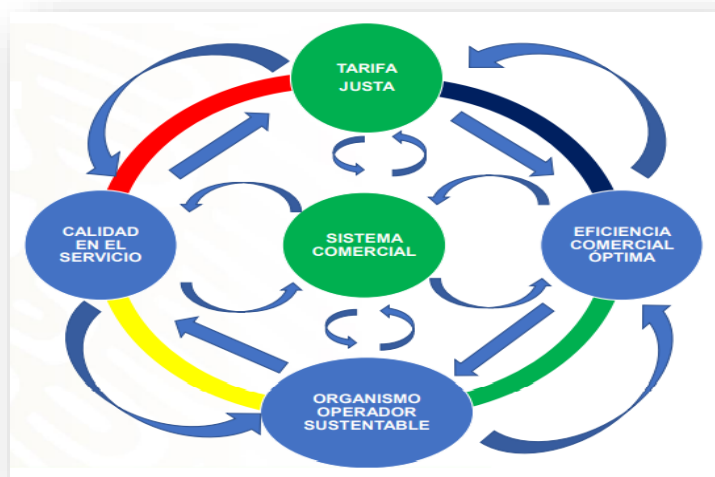 TARIFA
JUSTA
CALIDAD
EN EL
SERVICIO
SISTEMA
COMERCIAL
EFICIENCIA
COMERCIAL
ÓPTIMA
ORGANISMO
OPERADOR
SUSTENTABLE